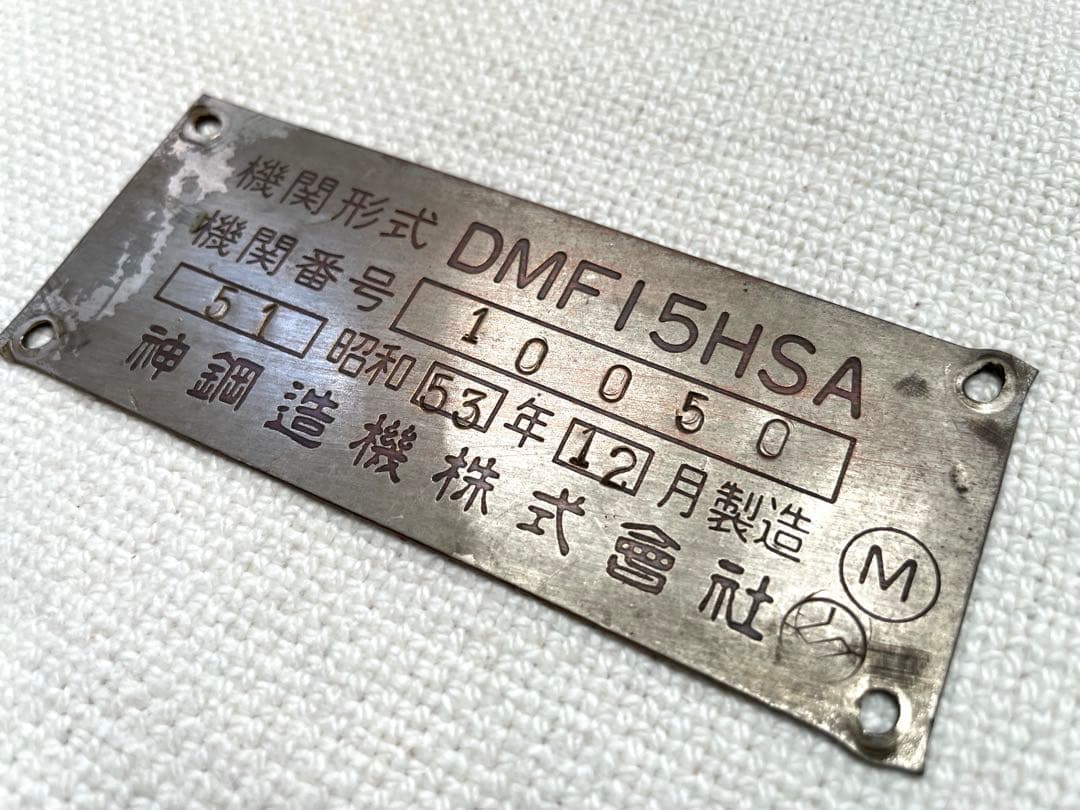 機関形式 DMF15HSA
機関番号 10050
51 昭和 53 年 12 月製造
神鋼造機株式會社
M